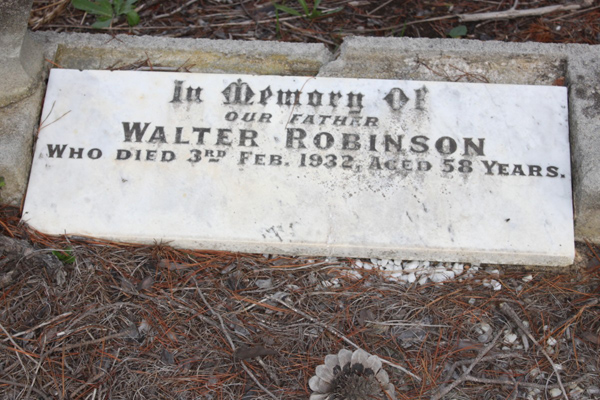 In Memory Of
OUR FATHER
WALTER ROBINSON
WHO DIED 3RD FEB. 1932, AGED 58 YEARS.